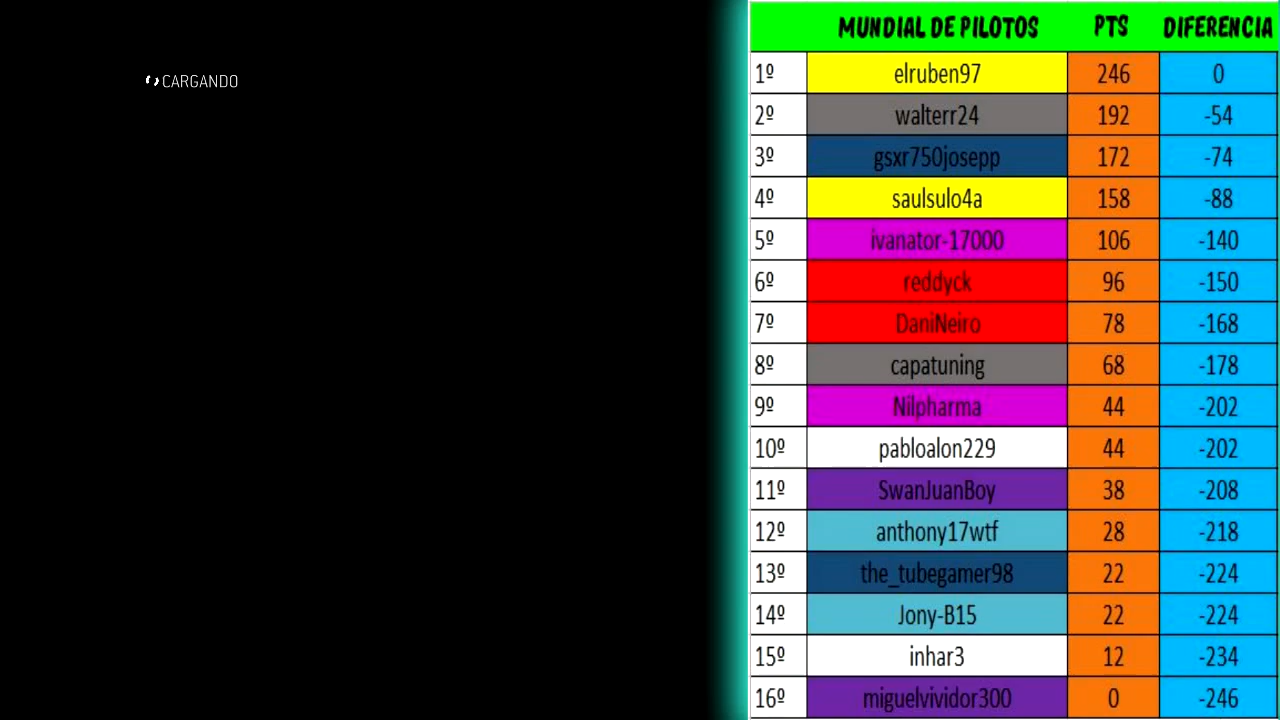 CARGANDO
MUNDIAL DE PILOTOS PTS DIFERENCIA
1º elruben97 246 0
2º walterr24 192 -54
3º gsxr750josepp 172 -74
4º saulsulo4a 158 -88
5º ivanator-17000 106 -140
6º reddyck 96 -150
7º DaniNeiro 78 -168
8º capatuning 68 -178
9º Nilpharma 44 -202
10º pabloalon229 44 -202
11º SwanJuanBoy 38 -208
12º anthony17wtf 28 -218
13º the_tubegamer98 22 -224
14º Jony-B15 22 -224
15º inhar3 12 -234
16º miguelvividor300 0 -246